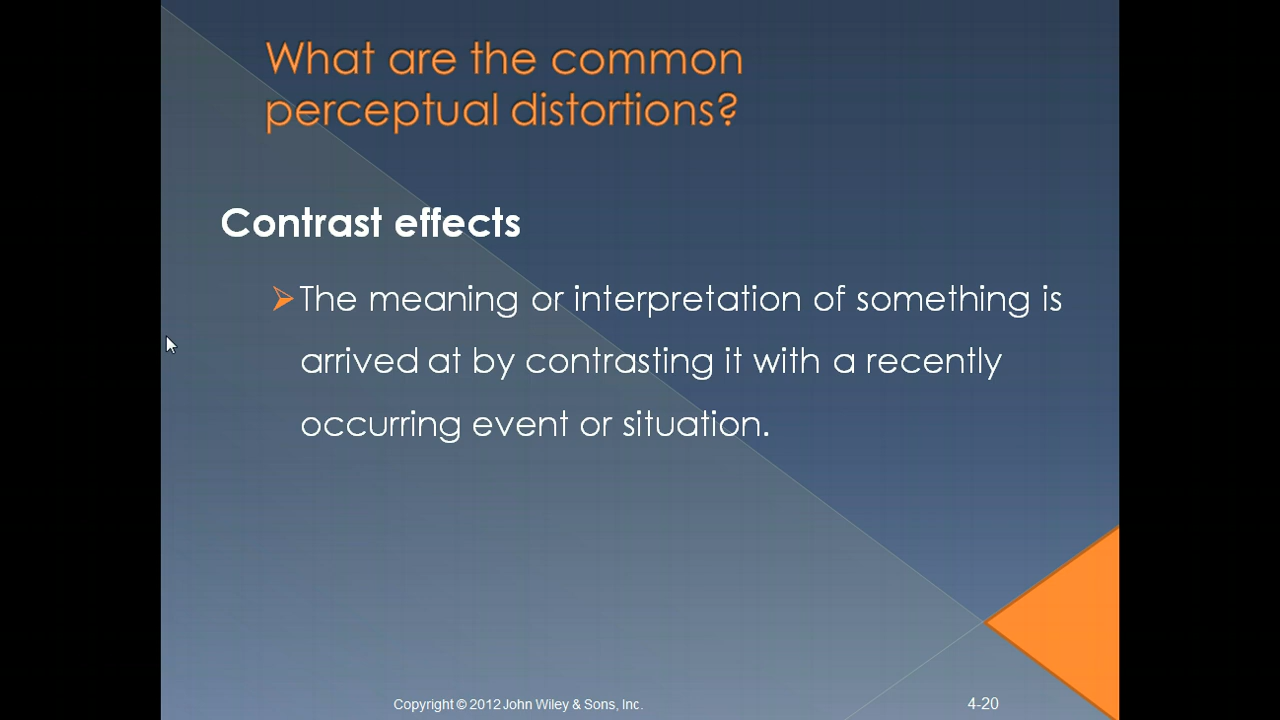 What are the common
perceptual distortions?
Contrast effects
The meaning or interpretation of something is
arrived at by contrasting it with a recently
occurring event or situation.
Copyright © 2012 John Wiley & Sons, Inc.
4-20